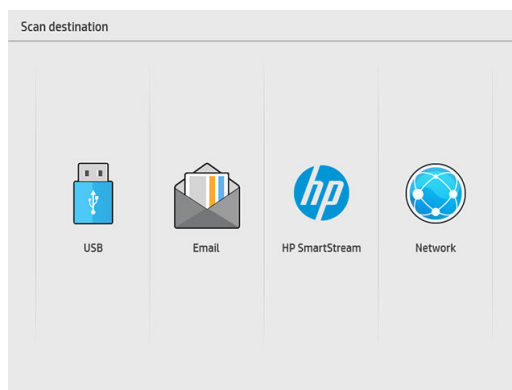 Scan destination
hp
USB
Email
HP SmartStream
Network